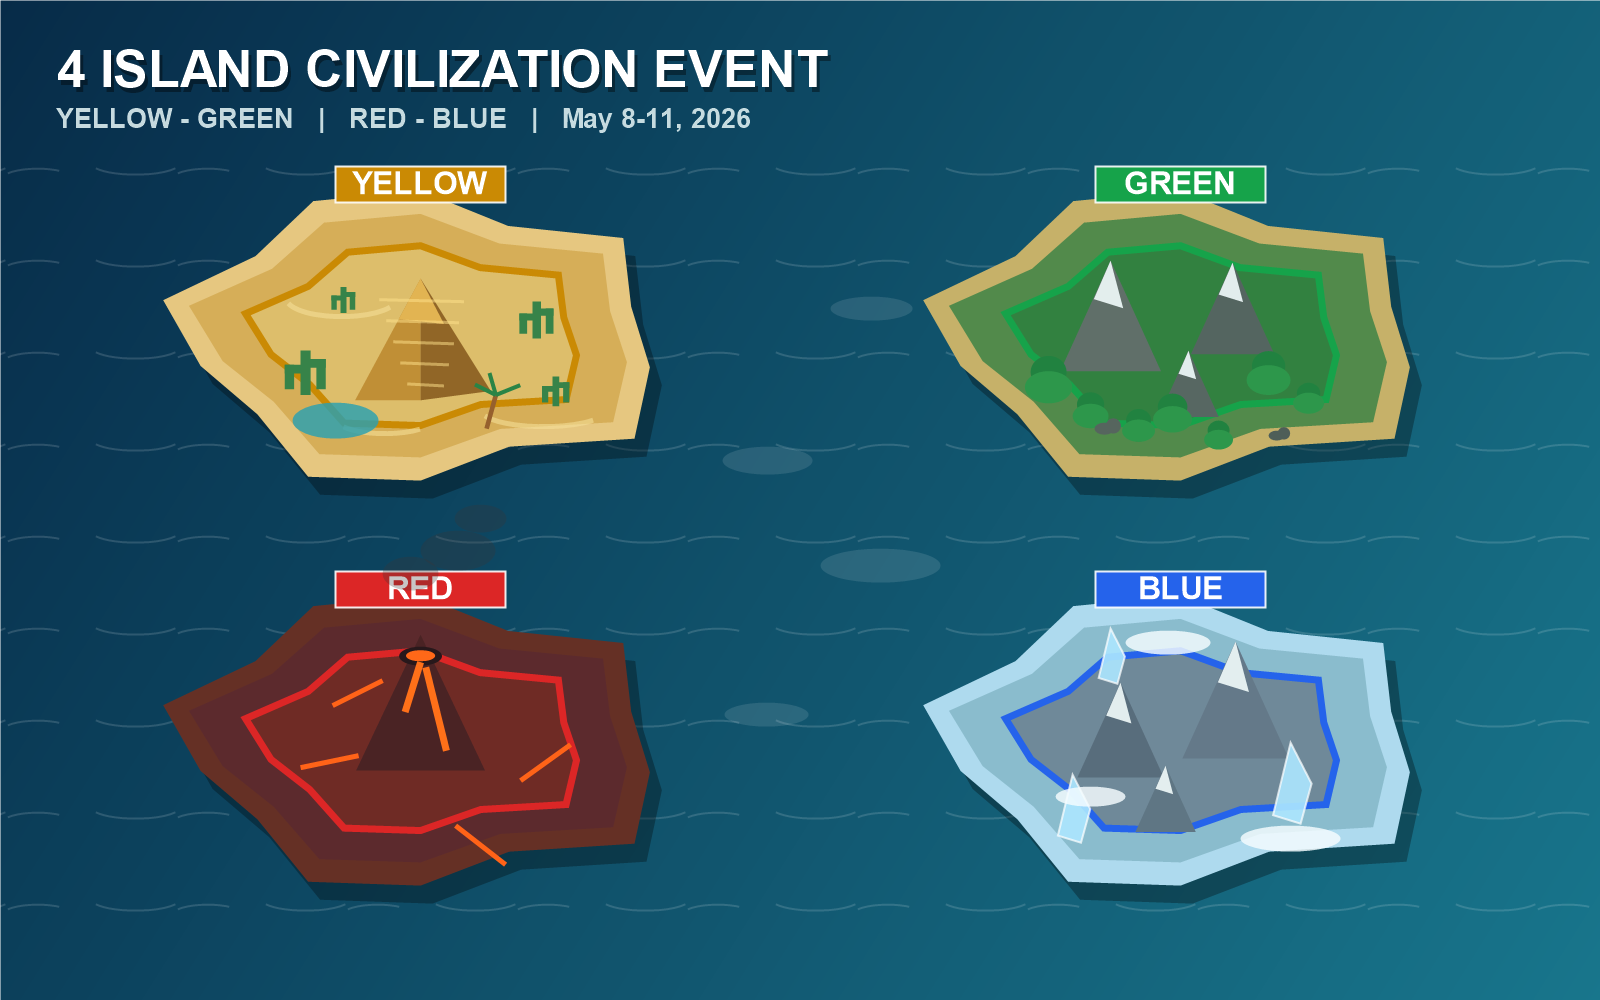 4 ISLAND CIVILIZATION EVENT
YELLOW - GREEN | RED - BLUE | May 8-11, 2026
YELLOW
GREEN
RED
BLUE